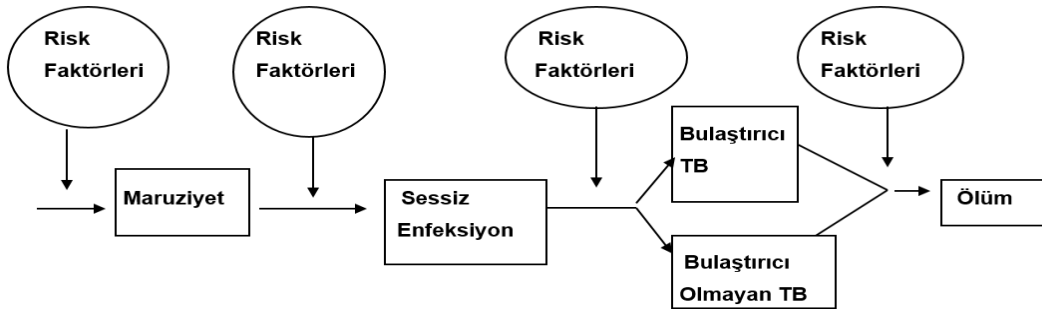 Risk
Faktörleri
Risk
Faktörleri
Risk
Faktörleri
Risk
Faktörleri
Maruziyet
Sessiz
Enfeksiyon
Bulaştırıcı
TB
Bulaştırıcı
Olmayan TB
Ölüm